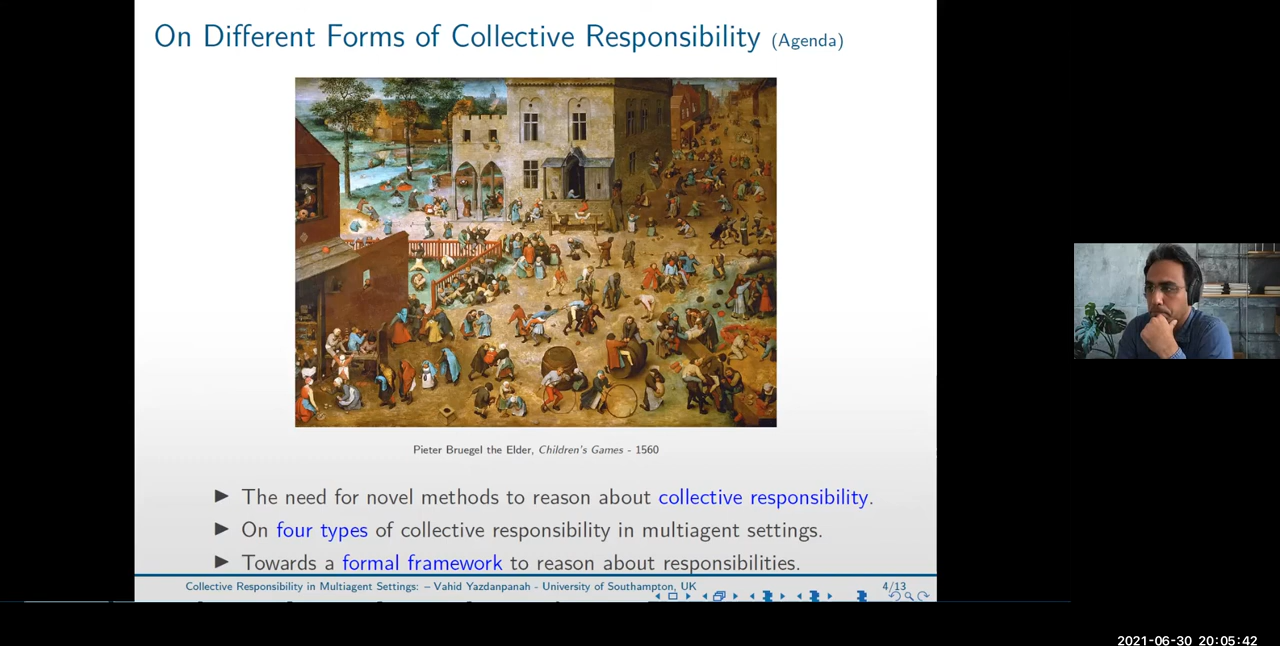 On Different Forms of Collective Responsibility (Agenda)
Pieter Bruegel the Elder, Children's Games - 1560
► The need for novel methods to reason about collective responsibility.
► On four types of collective responsibility in multiagent settings.
► Towards a formal framework to reason about responsibilities.
Collective Responsibility in Multiagent Settings: – Vahid Yazdanpanah - University of Southampton, UK
4/13
2021-06-30 20:05:42